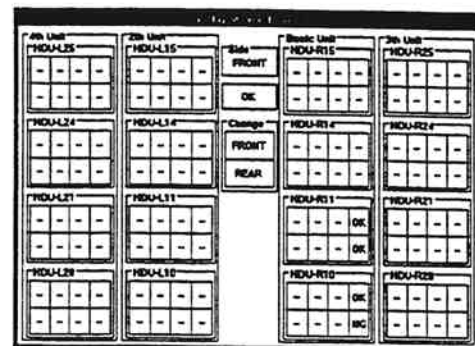 4th Unit 2th Unit Side Basic Unit 3th Unit
HDU-L25 HDU-L15 FRONT HDU-R15 HDU-R25
- - - - - - - - - - - - - - - -
- - - - - - - - OK - - - - - - - -
HDU-L24 HDU-L14 Change HDU-R14 HDU-R24
- - - - - - - - FRONT - - - - - - - -
- - - - - - - - REAR - - - - - - - -
HDU-L21 HDU-L11 HDU-R11 HDU-R21
- - - - - - - - - - - OK - - - -
- - - - - - - - - - - OK - - - -
HDU-L20 HDU-L10 HDU-R10 HDU-R20
- - - - - - - - - - - OK - - - -
- - - - - - - - - - - NG - - - -